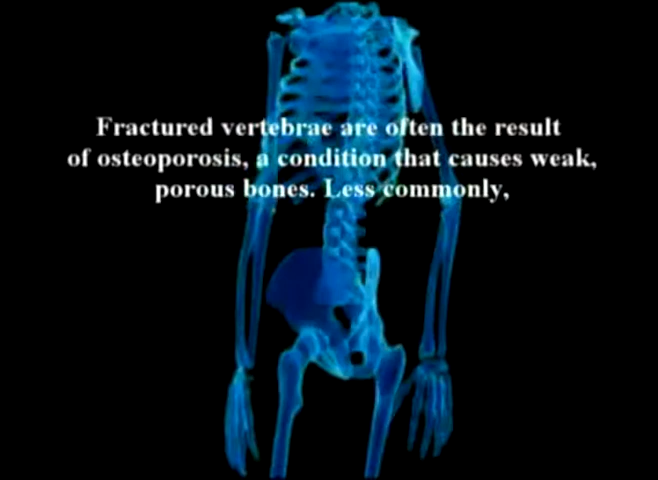 Fractured vertebrae are often the result
of osteoporosis, a condition that causes weak,
porous bones. Less commonly,